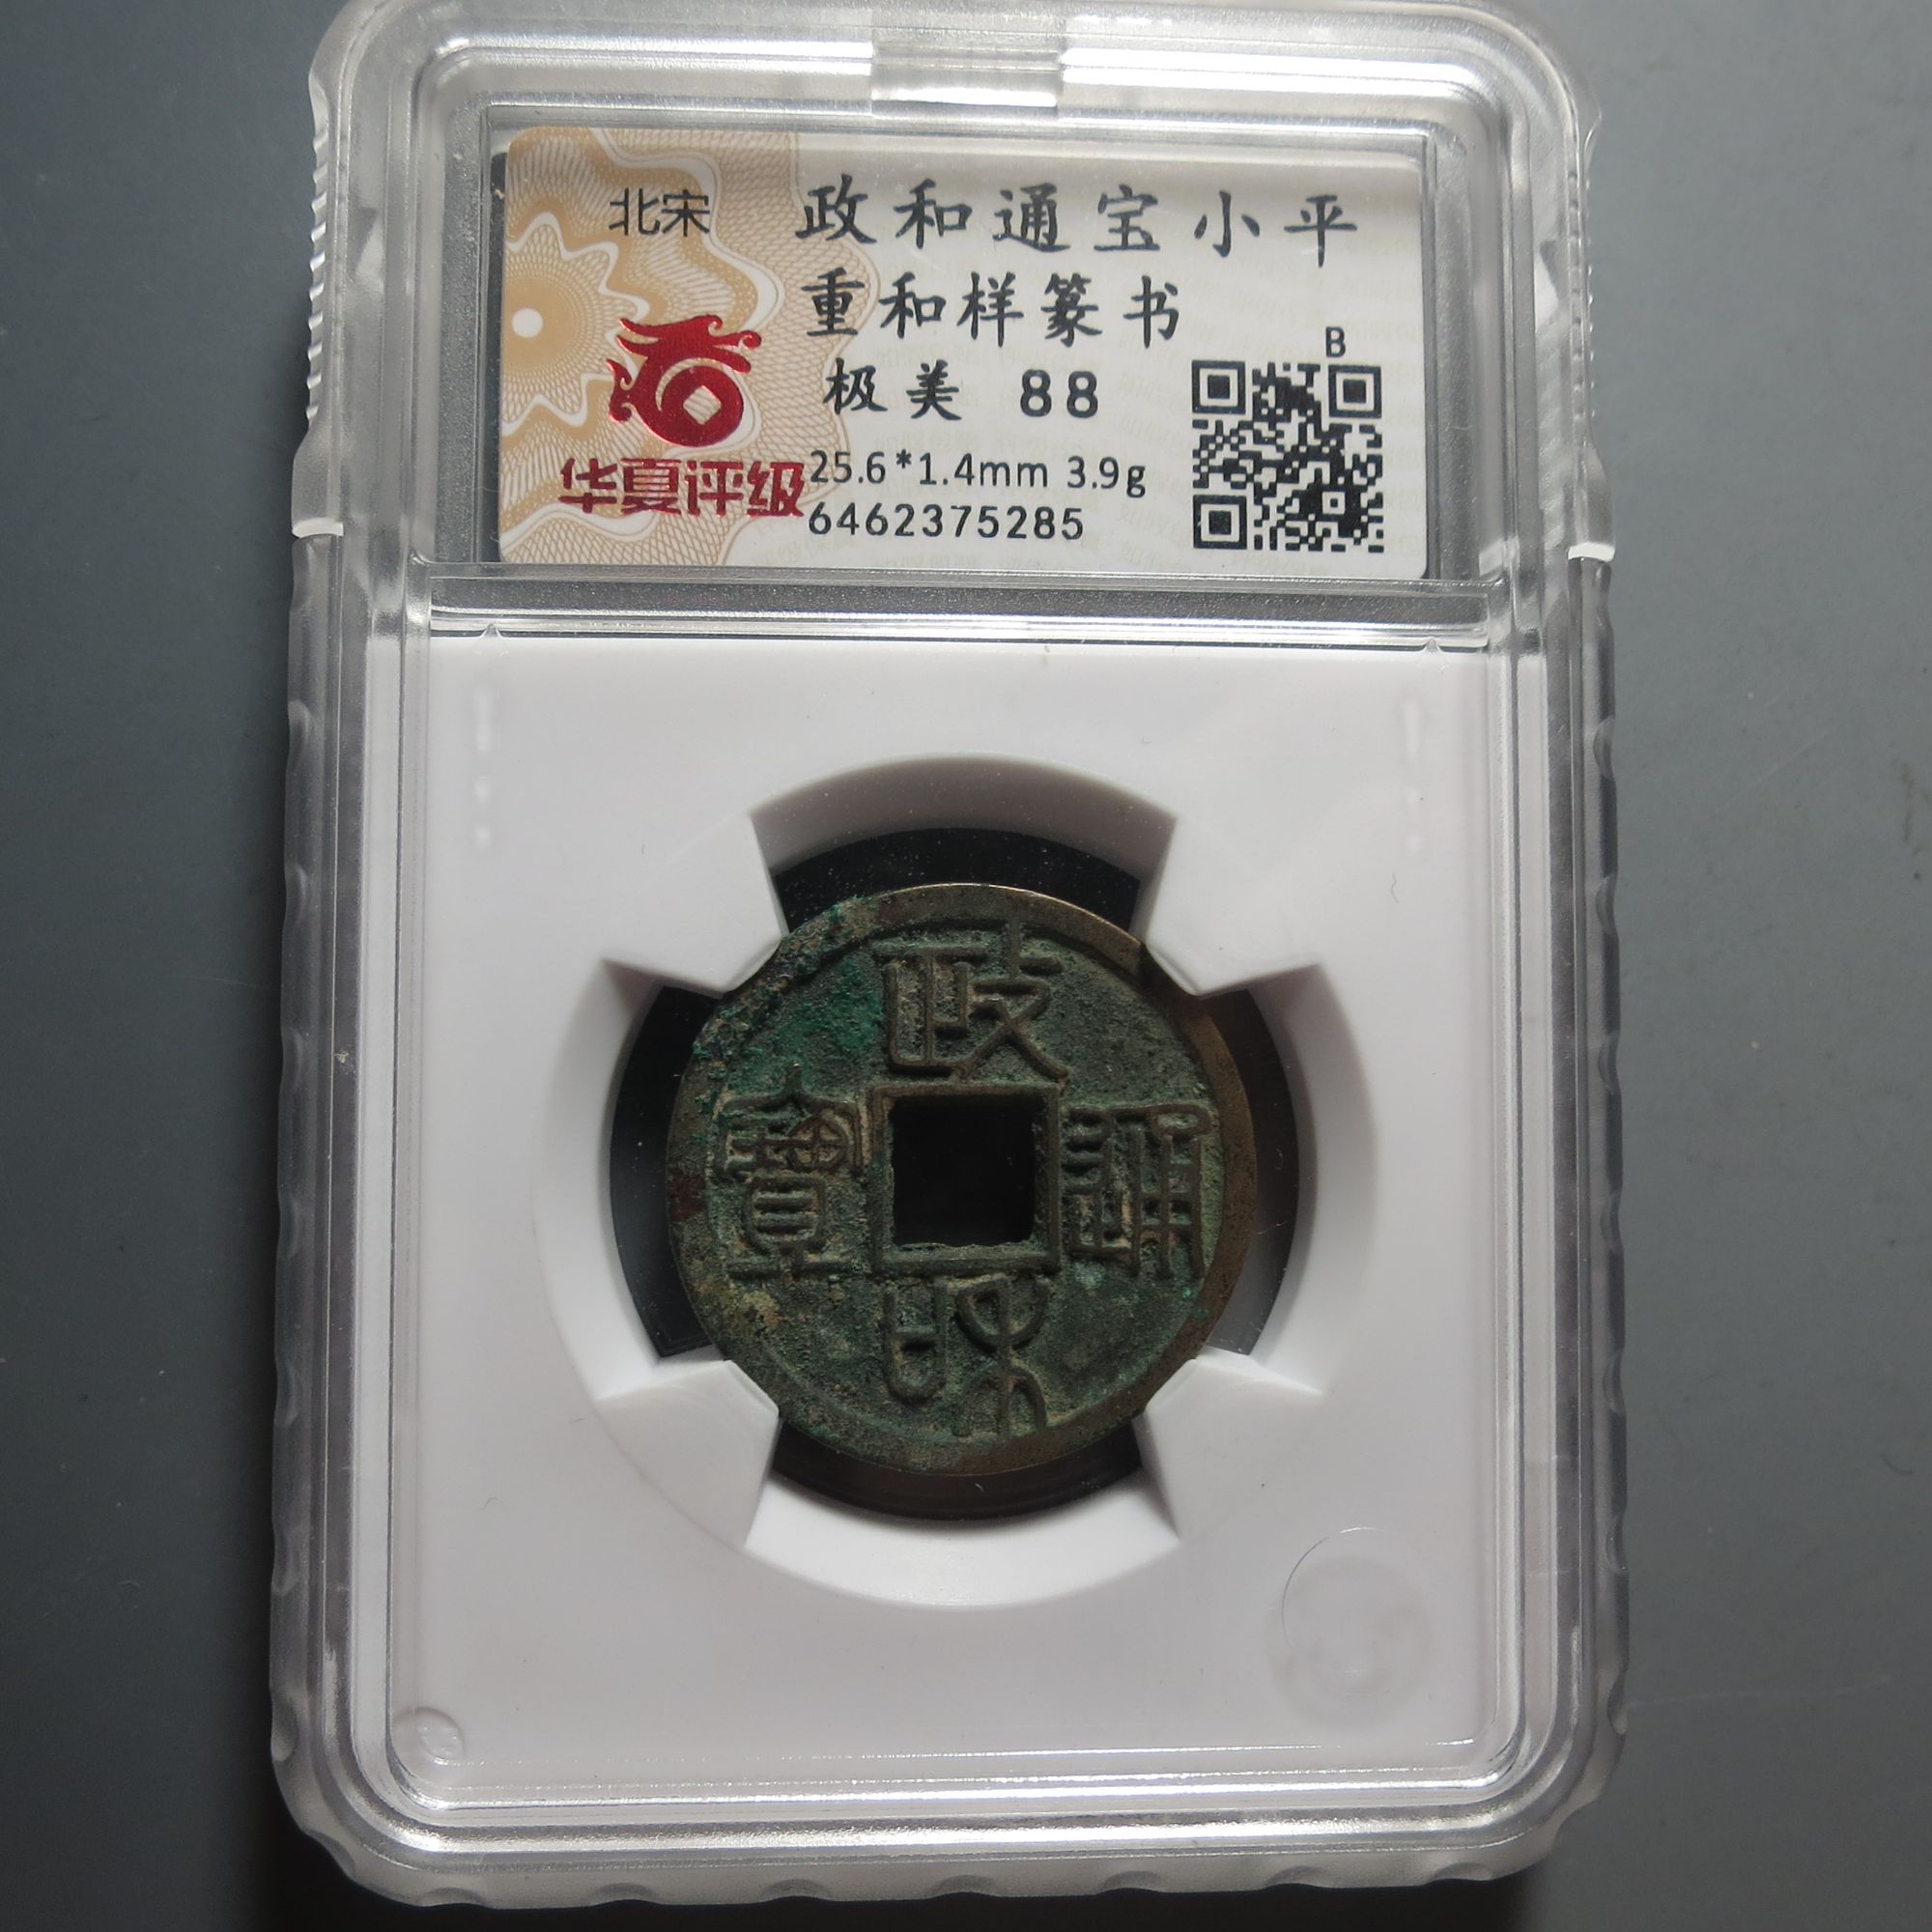 北宋
政和通宝小平
重和样篆书
极美 88
B
25.6*1.4mm 3.9g
6462375285
华夏评级
政和通寶